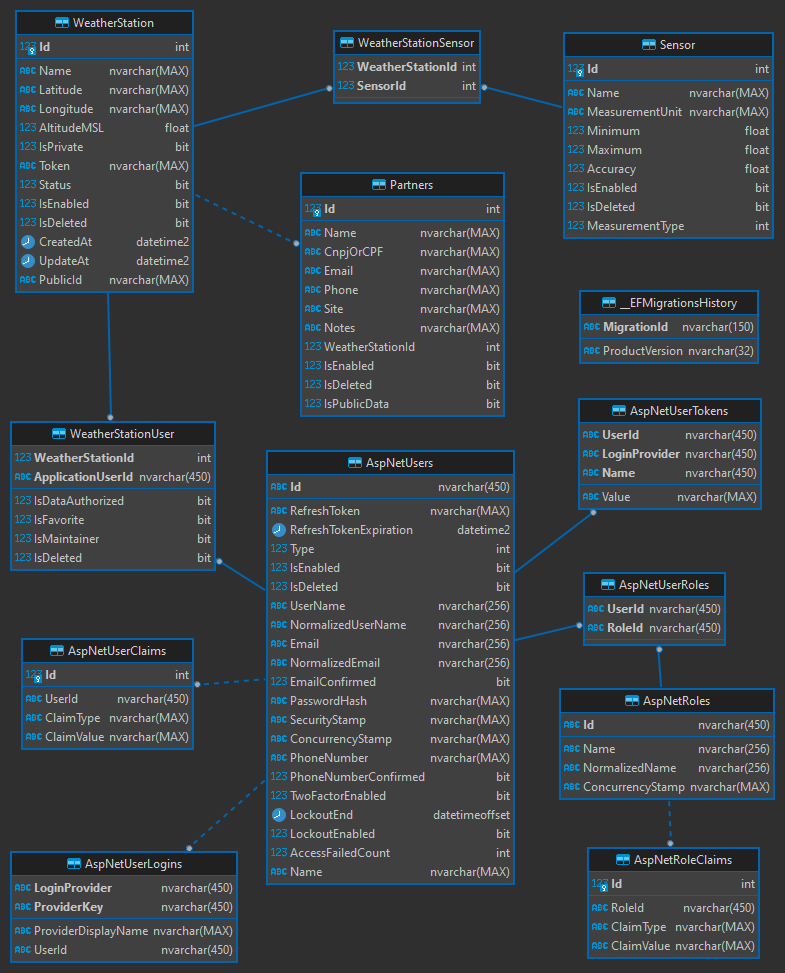 WeatherStation
123 Id int
ABC Name nvarchar(MAX)
ABC Latitude nvarchar(MAX)
ABC Longitude nvarchar(MAX)
123 AltitudeMSL float
123 IsPrivate bit
ABC Token nvarchar(MAX)
123 Status bit
123 IsEnabled bit
123 IsDeleted bit
CreatedAt datetime2
UpdateAt datetime2
ABC PublicId nvarchar(MAX)
WeatherStationSensor
123 WeatherStationId int
123 SensorId int
Sensor
123 Id int
ABC Name nvarchar(MAX)
ABC MeasurementUnit nvarchar(MAX)
123 Minimum float
123 Maximum float
123 Accuracy float
123 IsEnabled bit
123 IsDeleted bit
123 MeasurementType int
Partners
123 Id int
ABC Name nvarchar(MAX)
ABC CnpjOrCPF nvarchar(MAX)
ABC Email nvarchar(MAX)
ABC Phone nvarchar(MAX)
ABC Site nvarchar(MAX)
ABC Notes nvarchar(MAX)
123 WeatherStationId int
123 IsEnabled bit
123 IsDeleted bit
123 IsPublicData bit
__EFMigrationsHistory
ABC MigrationId nvarchar(150)
ABC ProductVersion nvarchar(32)
WeatherStationUser
123 WeatherStationId int
ABC ApplicationUserId nvarchar(450)
123 IsDataAuthorized bit
123 IsFavorite bit
123 IsMaintainer bit
123 IsDeleted bit
AspNetUsers
ABC Id nvarchar(450)
ABC RefreshToken nvarchar(MAX)
RefreshTokenExpiration datetime2
123 Type int
123 IsEnabled bit
123 IsDeleted bit
ABC UserName nvarchar(256)
ABC NormalizedUserName nvarchar(256)
ABC Email nvarchar(256)
ABC NormalizedEmail nvarchar(256)
123 EmailConfirmed bit
ABC PasswordHash nvarchar(MAX)
ABC SecurityStamp nvarchar(MAX)
ABC ConcurrencyStamp nvarchar(MAX)
ABC PhoneNumber nvarchar(MAX)
123 PhoneNumberConfirmed bit
123 TwoFactorEnabled bit
LockoutEnd datetimeoffset
123 LockoutEnabled bit
123 AccessFailedCount int
ABC Name nvarchar(MAX)
AspNetUserTokens
ABC UserId nvarchar(450)
ABC LoginProvider nvarchar(450)
ABC Name nvarchar(450)
ABC Value nvarchar(MAX)
AspNetUserRoles
ABC UserId nvarchar(450)
ABC RoleId nvarchar(450)
AspNetUserClaims
123 Id int
ABC UserId nvarchar(450)
ABC ClaimType nvarchar(MAX)
ABC ClaimValue nvarchar(MAX)
AspNetRoles
ABC Id nvarchar(450)
ABC Name nvarchar(256)
ABC NormalizedName nvarchar(256)
ABC ConcurrencyStamp nvarchar(MAX)
AspNetUserLogins
ABC LoginProvider nvarchar(450)
ABC ProviderKey nvarchar(450)
ABC ProviderDisplayName nvarchar(MAX)
ABC UserId nvarchar(450)
AspNetRoleClaims
123 Id int
ABC RoleId nvarchar(450)
ABC ClaimType nvarchar(MAX)
ABC ClaimValue nvarchar(MAX)